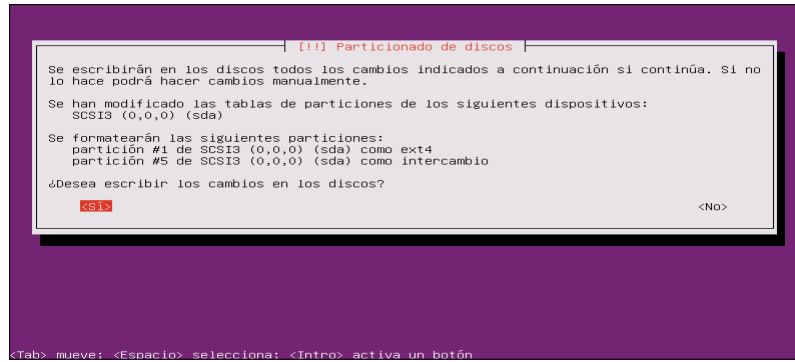 [!!] Particionado de discos
Se escribirán en los discos todos los cambios indicados a continuación si continúa. Si no
lo hace podrá hacer cambios manualmente.
Se han modificado las tablas de particiones de los siguientes dispositivos:
SCSI3 (0,0,0) (sda)
Se formatearán las siguientes particiones:
partición #1 de SCSI3 (0,0,0) (sda) como ext4
partición #5 de SCSI3 (0,0,0) (sda) como intercambio
¿Desea escribir los cambios en los discos?
<Sí> <No>
<Tab> mueve; <Espacio> selecciona; <Intro> activa un botón